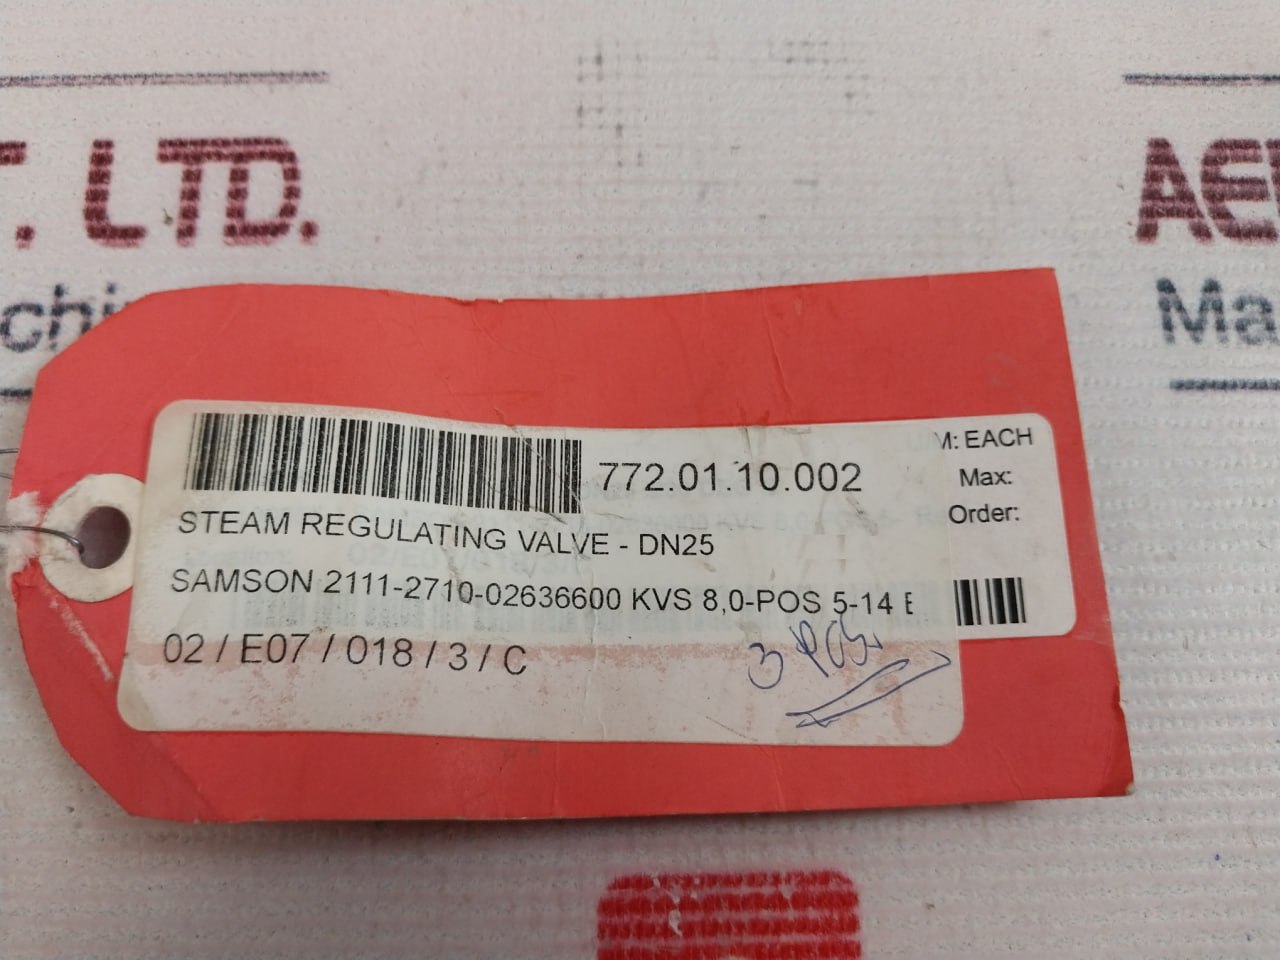 . LTD.
AE
chi
Ma
772.01.10.002
M: EACH
Max:
Order:
STEAM REGULATING VALVE - DN25
SAMSON 2111-2710-02636600 KVS 8,0-POS 5-14 E
02 / E07 / 018 / 3 / C
3 POS.